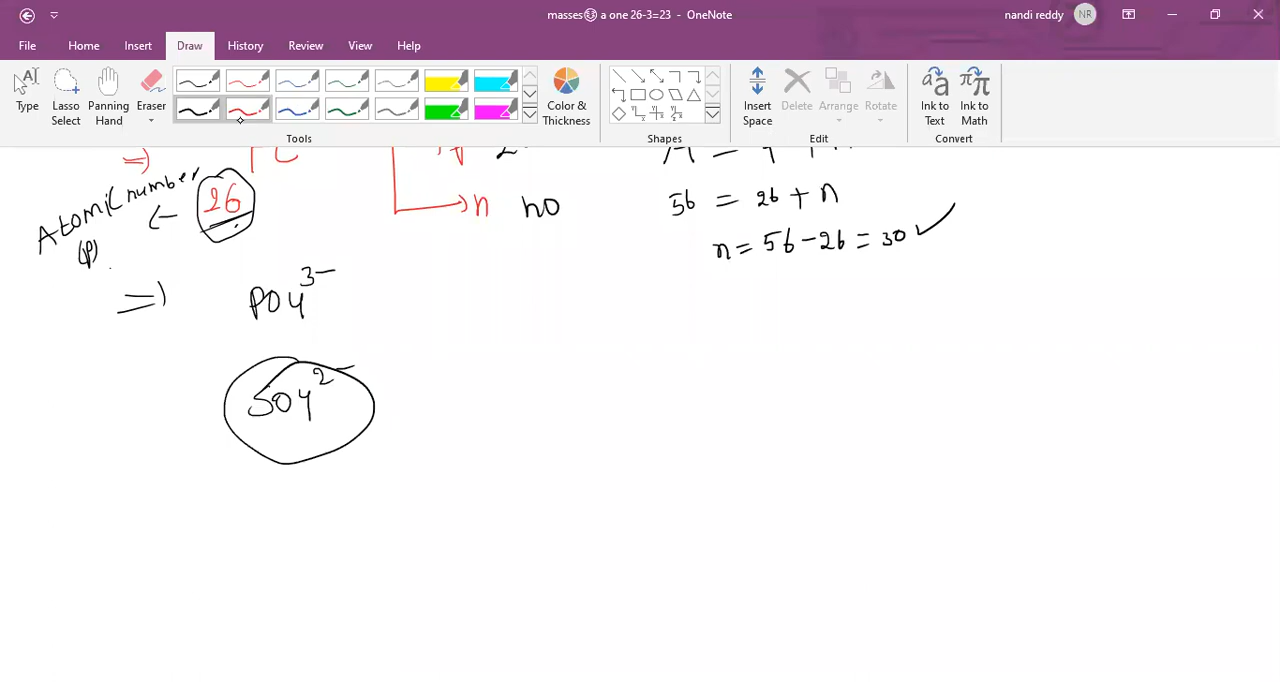 masses😥 a one 26-3=23 - OneNote
nandi reddy NR
File Home Insert Draw History Review View Help
Type Lasso Select Panning Hand Eraser Color & Thickness Insert Space Delete Arrange Rotate Ink to Text Ink to Math
Tools Shapes Edit Convert
=)
Atomic number ← 26
(p)
→ n no
56 = 26 + n
n = 56 - 26 = 30 ✓
=) PO4 3-
SO4 2-